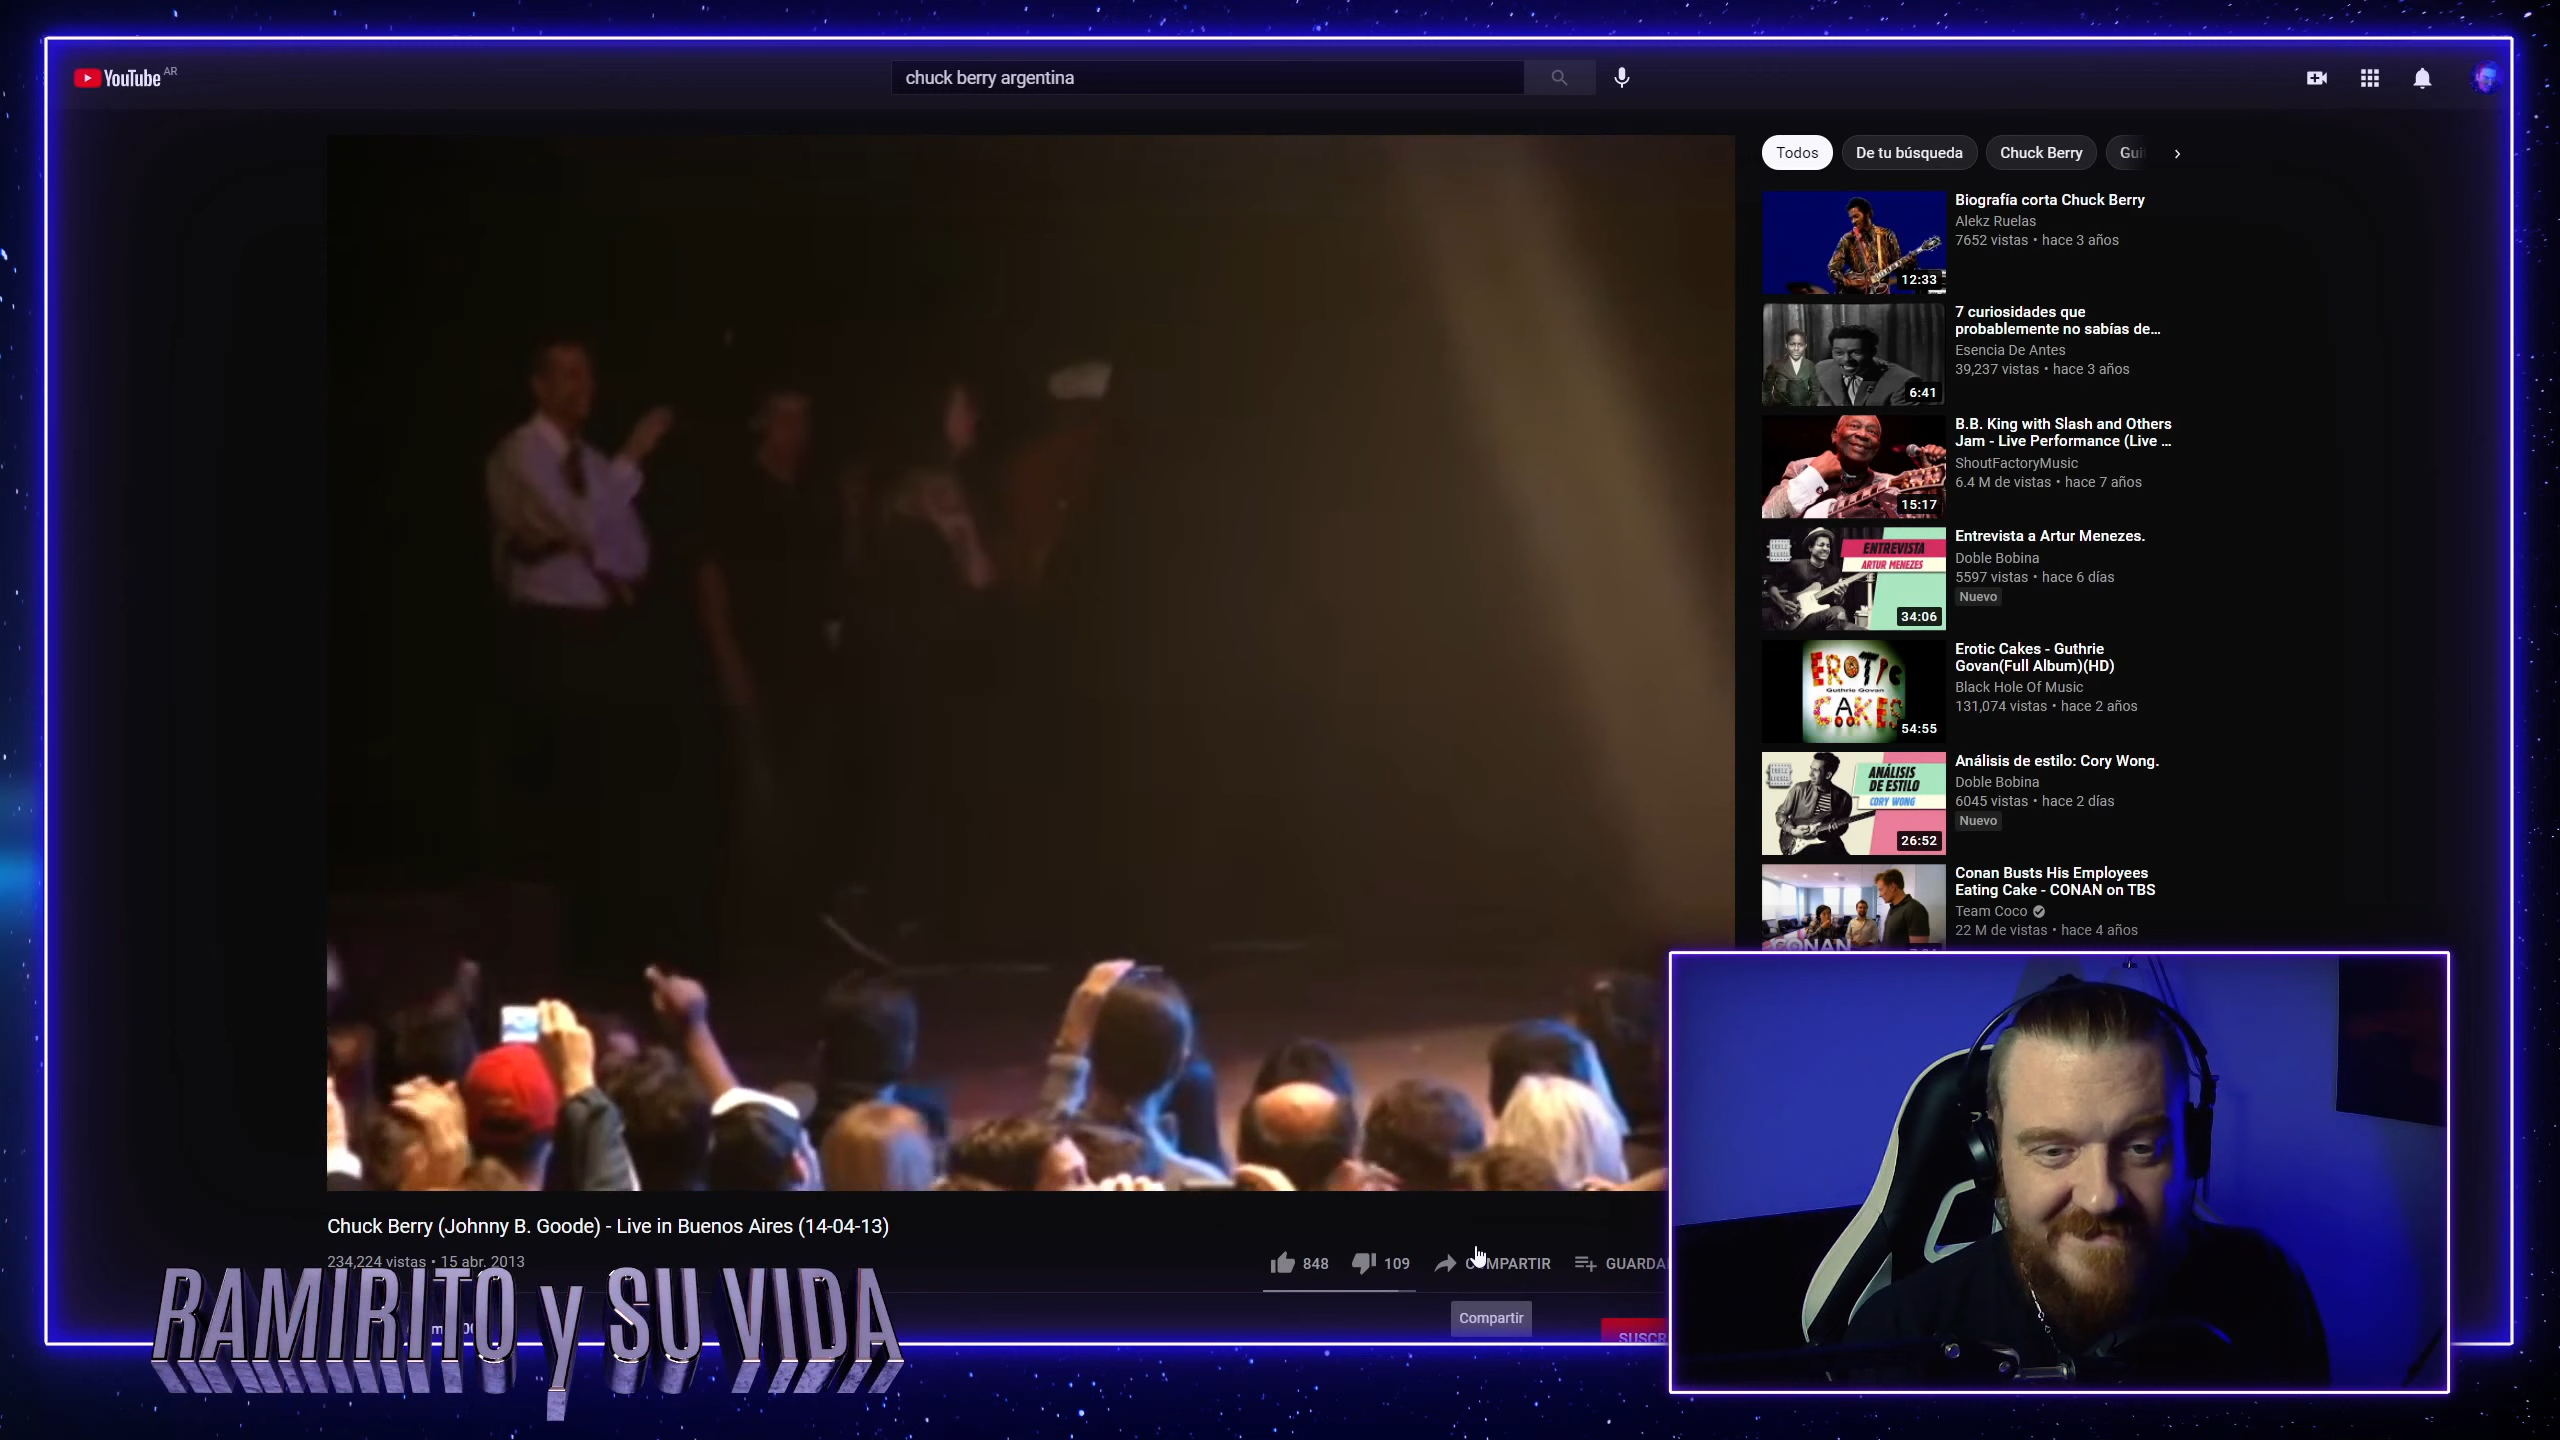 YouTube AR
chuck berry argentina
Todos
De tu búsqueda
Chuck Berry
Biografía corta Chuck Berry
Alekz Ruelas
7652 vistas • hace 3 años
12:33
7 curiosidades que
probablemente no sabías de...
Esencia De Antes
39,237 vistas • hace 3 años
6:41
B.B. King with Slash and Others
Jam - Live Performance (Live ...
ShoutFactoryMusic
6.4 M de vistas • hace 7 años
15:17
ENTREVISTA
ARTUR MENEZES
34:06
Entrevista a Artur Menezes.
Doble Bobina
5597 vistas • hace 6 días
Nuevo
EROTIC
Guthrie Govan
CAKES
54:55
Erotic Cakes - Guthrie
Govan(Full Album)(HD)
Black Hole Of Music
131,074 vistas • hace 2 años
ANÁLISIS
DE ESTILO
CORY WONG
26:52
Análisis de estilo: Cory Wong.
Doble Bobina
6045 vistas • hace 2 días
Nuevo
CONAN
Conan Busts His Employees
Eating Cake - CONAN on TBS
Team Coco
22 M de vistas • hace 4 años
Chuck Berry (Johnny B. Goode) - Live in Buenos Aires (14-04-13)
234,224 vistas • 15 abr. 2013
848
109
COMPARTIR
GUARDA
Compartir
SUSCR
RAMIRITO y SU VIDA